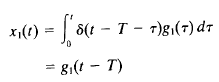 x₁(t) = ∫₀ᵗ δ(t − T − τ)g₁(τ) dτ
= g₁(t − T)